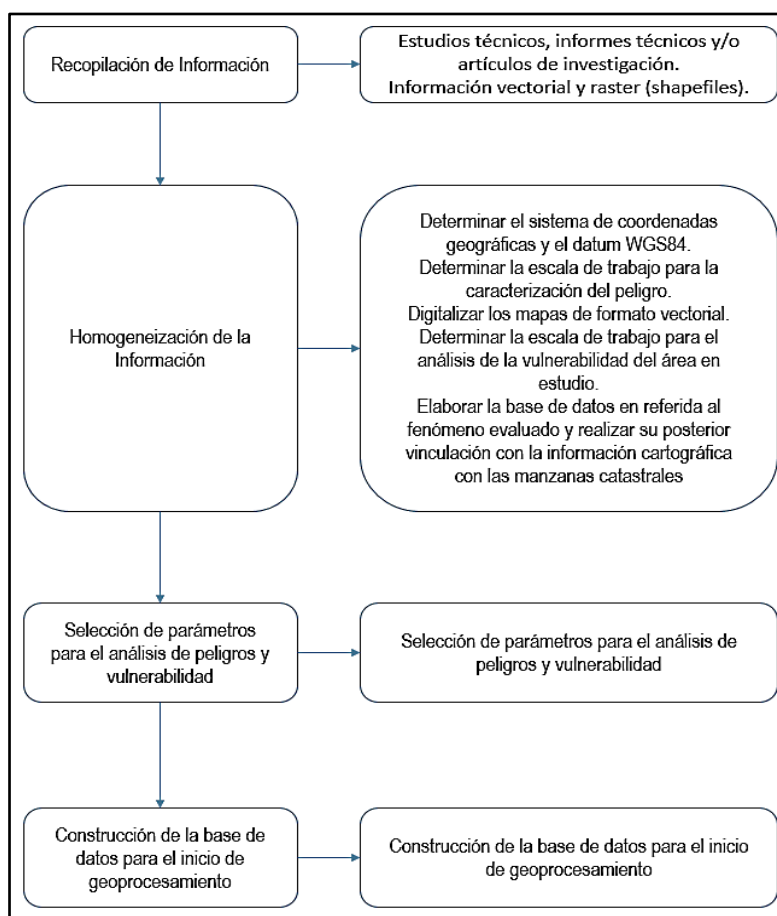 Recopilación de Información
Estudios técnicos, informes técnicos y/o
artículos de investigación.
Información vectorial y raster (shapefiles).
Homogeneización de la
Información
Determinar el sistema de coordenadas
geográficas y el datum WGS84.
Determinar la escala de trabajo para la
caracterización del peligro.
Digitalizar los mapas de formato vectorial.
Determinar la escala de trabajo para el
análisis de la vulnerabilidad del área en
estudio.
Elaborar la base de datos en referida al
fenómeno evaluado y realizar su posterior
vinculación con la información cartográfica
con las manzanas catastrales
Selección de parámetros
para el análisis de peligros y
vulnerabilidad
Selección de parámetros para el análisis de
peligros y vulnerabilidad
Construcción de la base de
datos para el inicio de
geoprocesamiento
Construcción de la base de datos para el inicio
de geoprocesamiento